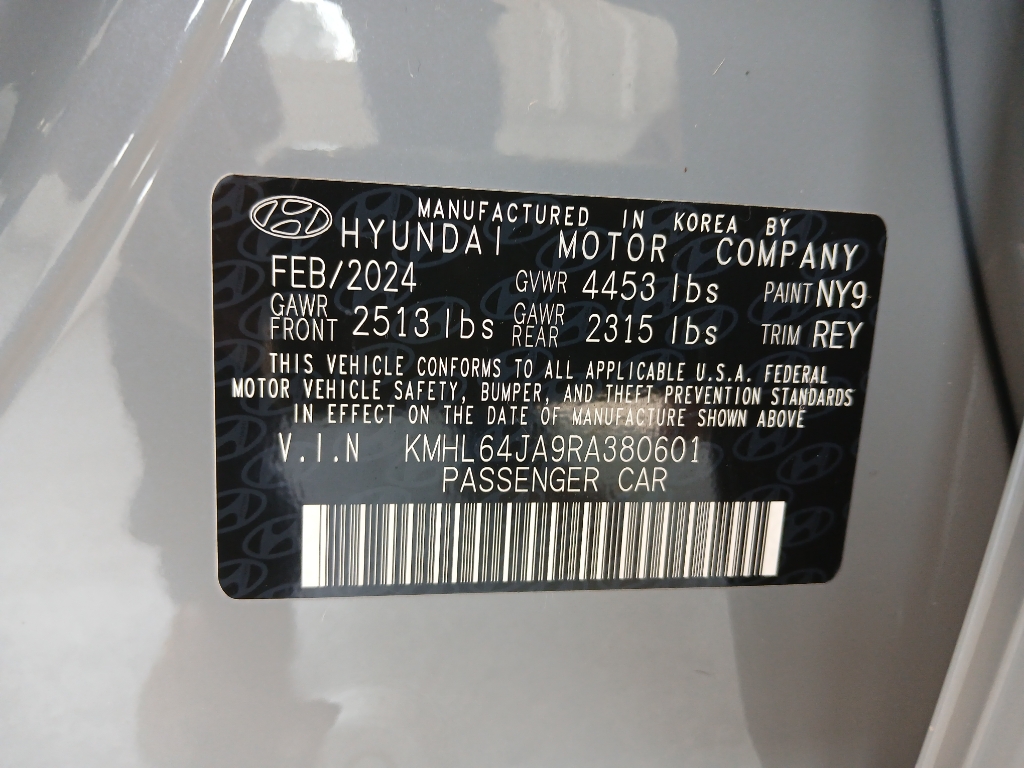 MANUFACTURED IN KOREA BY
HYUNDAI MOTOR COMPANY
FEB/2024 GVWR 4453 lbs PAINT NY9
GAWR FRONT 2513 lbs GAWR REAR 2315 lbs TRIM REY
THIS VEHICLE CONFORMS TO ALL APPLICABLE U.S.A. FEDERAL
MOTOR VEHICLE SAFETY, BUMPER, AND THEFT PREVENTION STANDARDS
IN EFFECT ON THE DATE OF MANUFACTURE SHOWN ABOVE
V.I.N KMHL64JA9RA380601
PASSENGER CAR